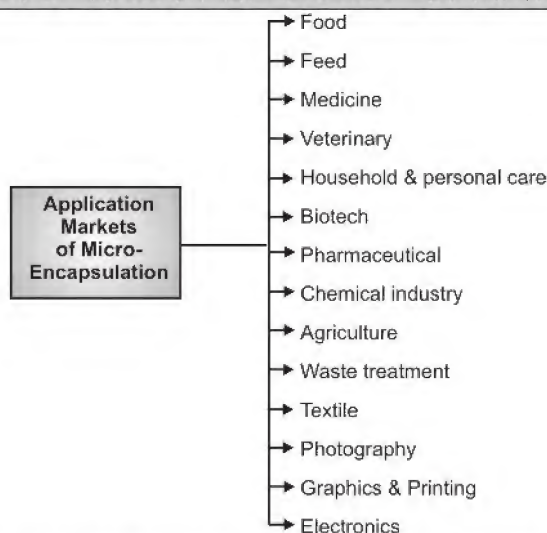 Food
Feed
Medicine
Veterinary
Household & personal care
Application
Markets
of Micro-
Encapsulation
Biotech
Pharmaceutical
Chemical industry
Agriculture
Waste treatment
Textile
Photography
Graphics & Printing
Electronics